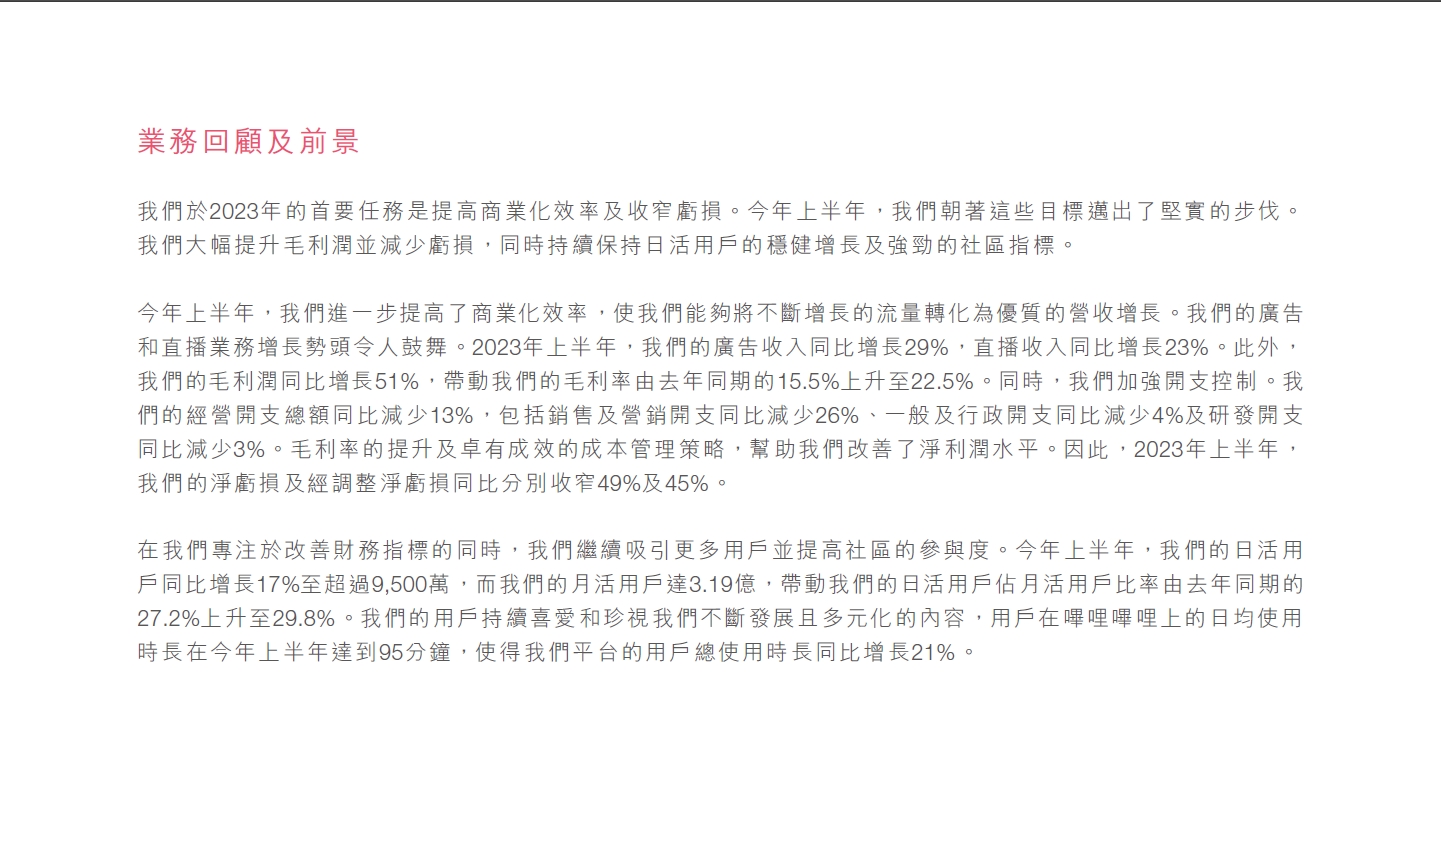 業務回顧及前景
我們於2023年的首要任務是提高商業化效率及收窄虧損。今年上半年，我們朝著這些目標邁出了堅實的步伐。
我們大幅提升毛利潤並減少虧損，同時持續保持日活用戶的穩健增長及強勁的社區指標。
今年上半年，我們進一步提高了商業化效率，使我們能夠將不斷增長的流量轉化為優質的營收增長。我們的廣告
和直播業務增長勢頭令人鼓舞。2023年上半年，我們的廣告收入同比增長29%，直播收入同比增長23%。此外，
我們的毛利潤同比增長51%，帶動我們的毛利率由去年同期的15.5%上升至22.5%。同時，我們加強開支控制。我
們的經營開支總額同比減少13%，包括銷售及營銷開支同比減少26%、一般及行政開支同比減少4%及研發開支
同比減少3%。毛利率的提升及卓有成效的成本管理策略，幫助我們改善了淨利潤水平。因此，2023年上半年，
我們的淨虧損及經調整淨虧損同比分別收窄49%及45%。
在我們專注於改善財務指標的同時，我們繼續吸引更多用戶並提高社區的參與度。今年上半年，我們的日活用
戶同比增長17%至超過9,500萬，而我們的月活用戶達3.19億，帶動我們的日活用戶佔月活用戶比率由去年同期的
27.2%上升至29.8%。我們的用戶持續喜愛和珍視我們不斷發展且多元化的內容，用戶在嗶哩嗶哩上的日均使用
時長在今年上半年達到95分鐘，使得我們平台的用戶總使用時長同比增長21%。